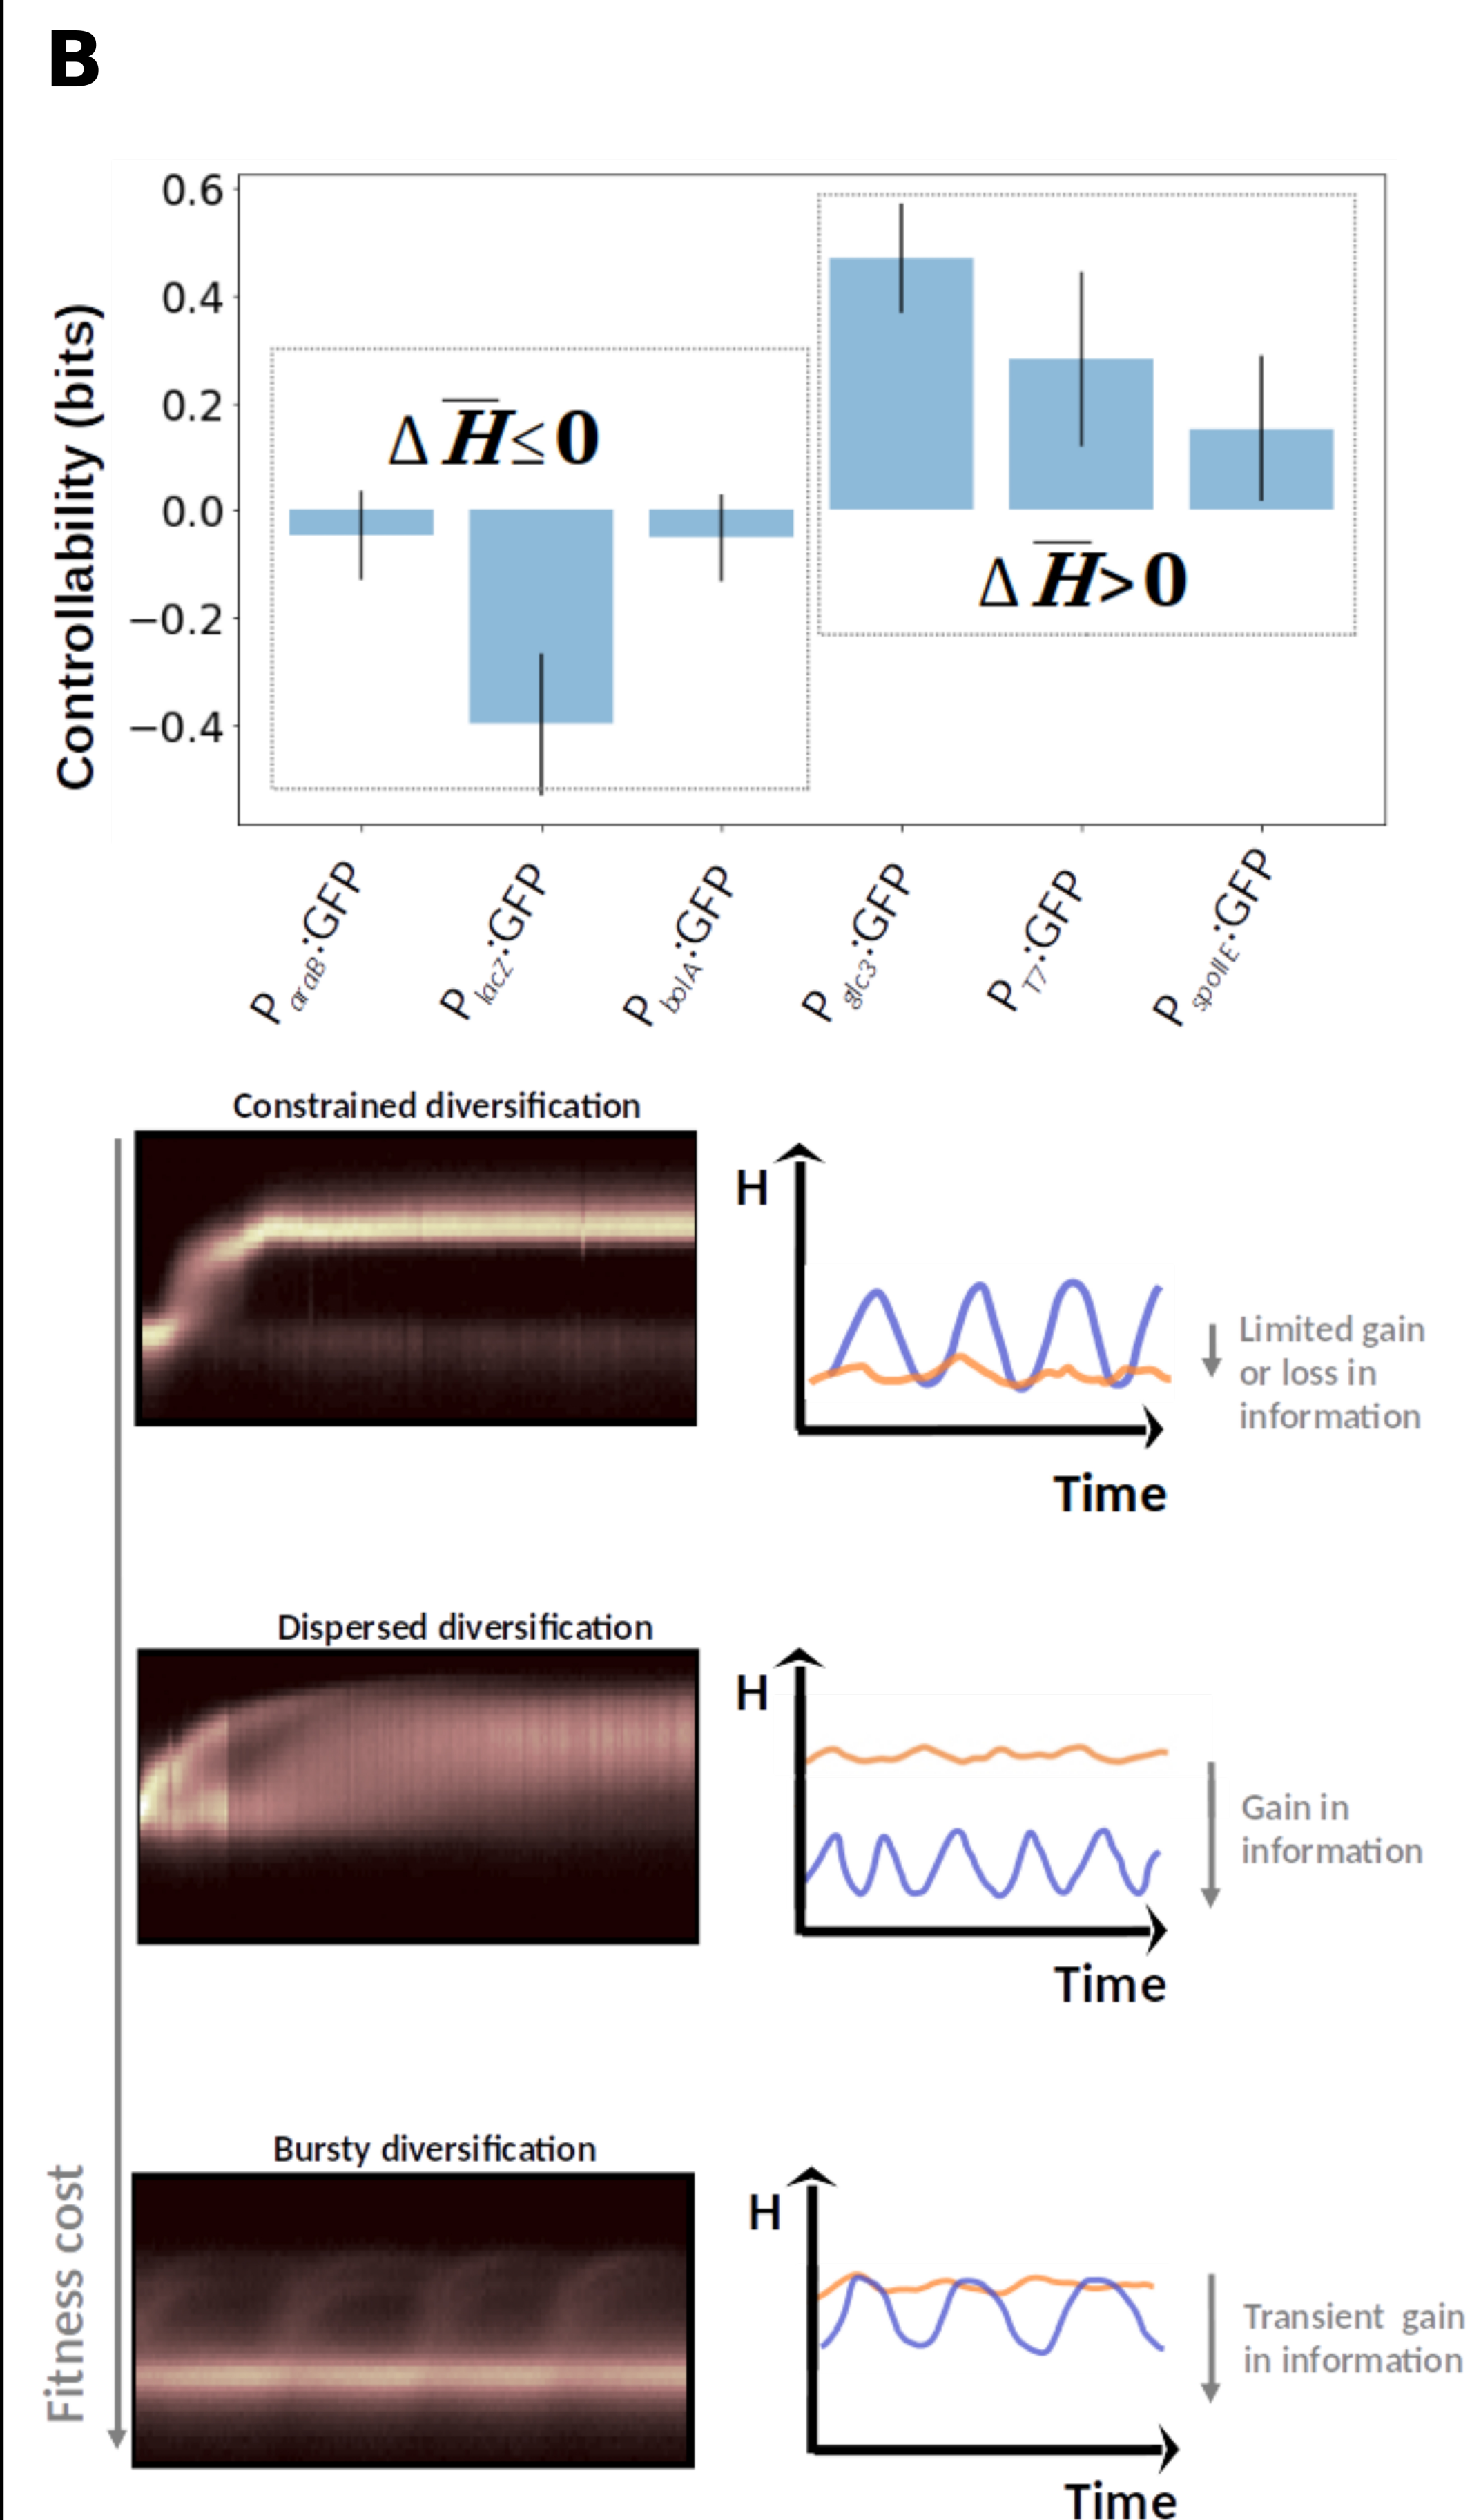 B
Controllability (bits)
0.6
0.4
0.2
0.0
−0.2
−0.4
Δ H̅ ≤ 0
Δ H̅ > 0
P araB::GFP
P lacZ::GFP
P bolA::GFP
P glc3::GFP
P T7::GFP
P spoIIE::GFP
Constrained diversification
H
Time
Limited gain
or loss in
information
Dispersed diversification
H
Time
Gain in
information
Bursty diversification
H
Time
Transient gain
in information
Fitness cost